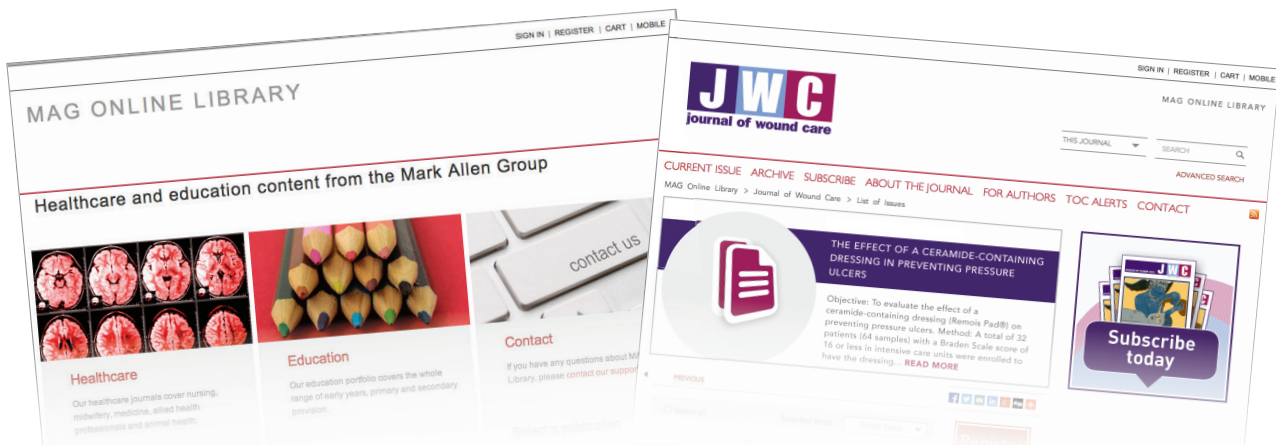 SIGN IN | REGISTER | CART | MOBILE
MAG ONLINE LIBRARY
Healthcare and education content from the Mark Allen Group
contact us
Healthcare
Our healthcare journals cover nursing,
midwifery, medicine, allied health
professionals and animal health.
Education
Our education portfolio covers the whole
range of early years, primary and secondary
provision.
Contact
If you have any questions about
Library, please contact our support
SIGN IN | REGISTER | CART | MOBILE
MAG ONLINE LIBRARY
JWC
journal of wound care
THIS JOURNAL
SEARCH
ADVANCED SEARCH
CURRENT ISSUE ARCHIVE SUBSCRIBE ABOUT THE JOURNAL FOR AUTHORS TOC ALERTS CONTACT
MAG Online Library > Journal of Wound Care > List of Issues
THE EFFECT OF A CERAMIDE-CONTAINING
DRESSING IN PREVENTING PRESSURE
ULCERS
Objective: To evaluate the effect of a
ceramide-containing dressing (Remois Pad®) on
preventing pressure ulcers. Method: A total of 32
patients (64 samples) with a Braden Scale score of
16 or less in intensive care units were enrolled to
have the dressing... READ MORE
PREVIOUS
JWC
Subscribe
today